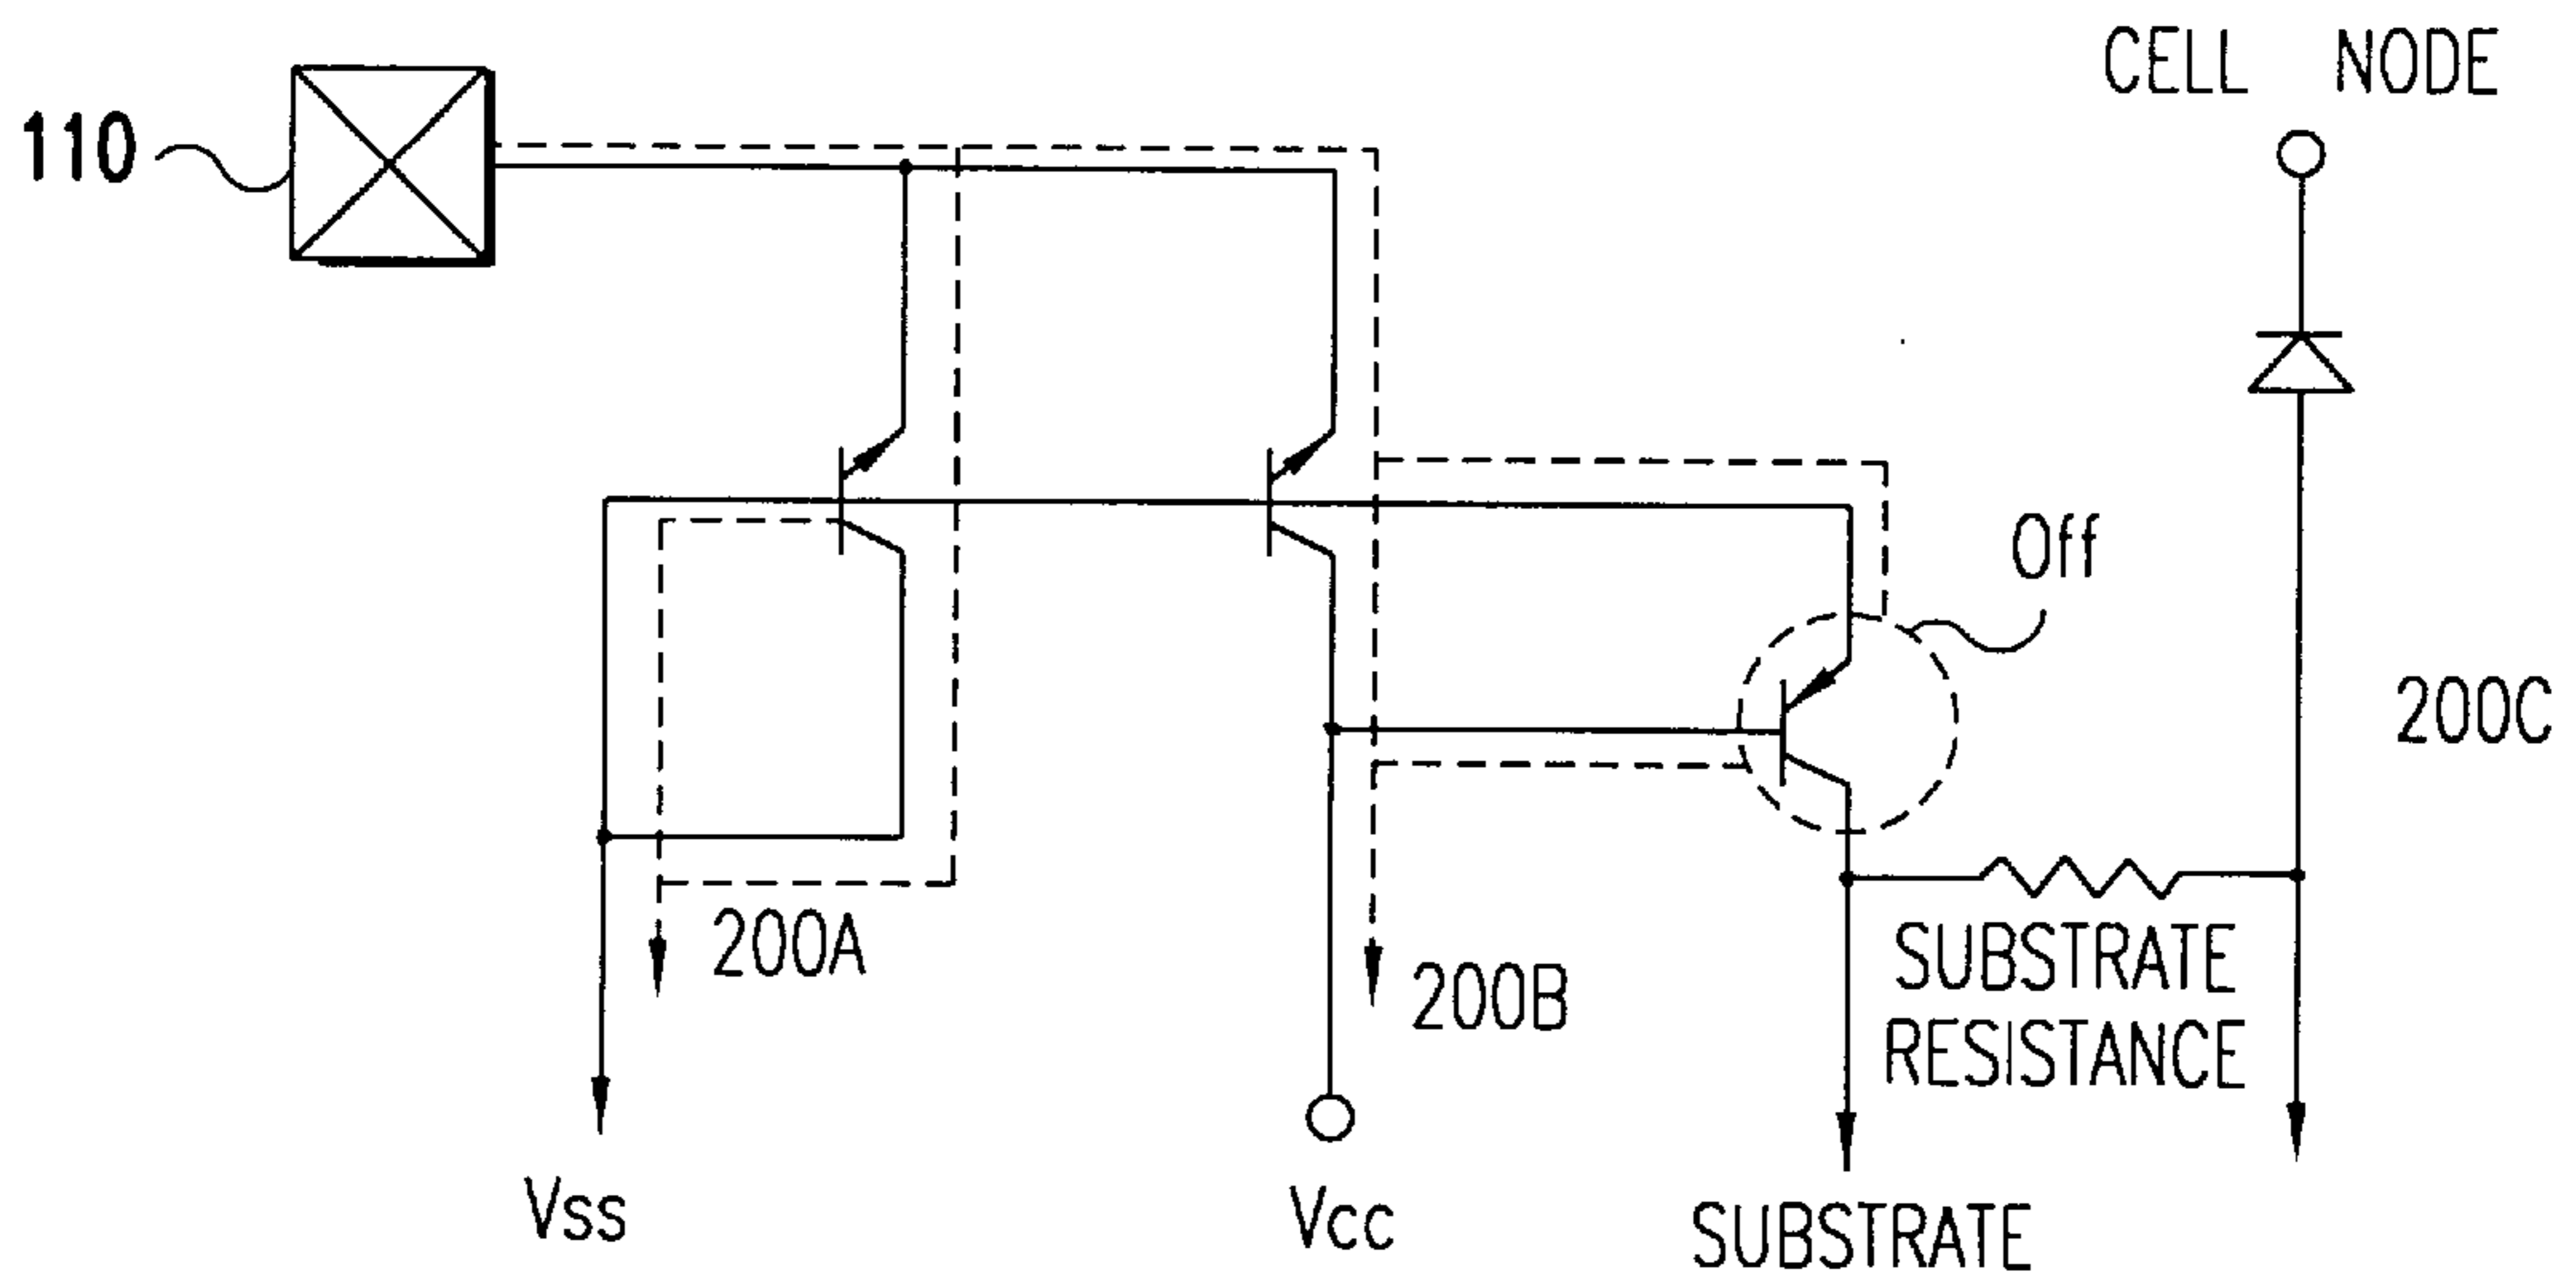 CELL NODE
110
Off
200C
200A
200B
SUBSTRATE
RESISTANCE
Vss
Vcc
SUBSTRATE